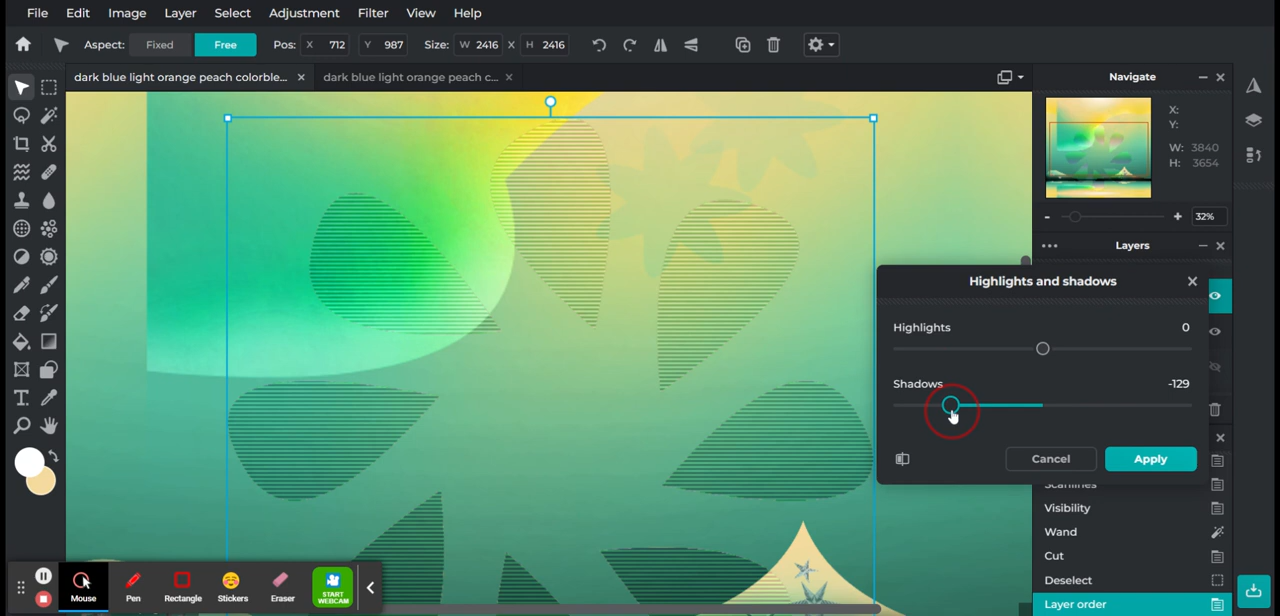 File Edit Image Layer Select Adjustment Filter View Help
Aspect: Fixed Free Pos: X 712 Y 987 Size: W 2416 X H 2416
dark blue light orange peach colorble... × dark blue light orange peach c... ×
Navigate
X:
Y:
W: 3840
H: 3654
- + 32%
Layers
Highlights and shadows
Highlights 0
Shadows -129
Cancel Apply
Scanlines
Visibility
Wand
Cut
Deselect
Layer order
Mouse Pen Rectangle Stickers Eraser START
WEBCAM